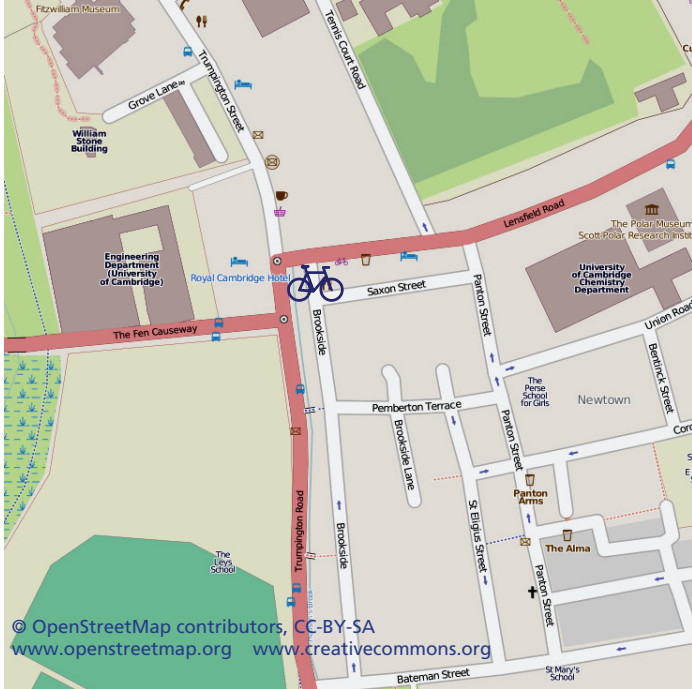 Fitzwilliam Museum
Trumpington Street
Tennis Court Road
Grove Lane
William
Stone
Building
Lensfield Road
The Polar Museum
Engineering
Department
(University
of Cambridge)
Royal Cambridge Hotel
Saxon Street
University
of Cambridge
Chemistry
Department
Panton Street
Union Road
The Fen Causeway
Brookside
Bentinck Street
The
Perse
School
for Girls
Newtown
Pemberton Terrace
Brookside Lane
Panton Street
Panton
Arms
Trumpington Road
Brookside
St Eligius Street
The Alma
The
Leys
School
Panton Street
© OpenStreetMap contributors, CC-BY-SA
www.openstreetmap.org www.creativecommons.org
Bateman Street
St Mary's
School